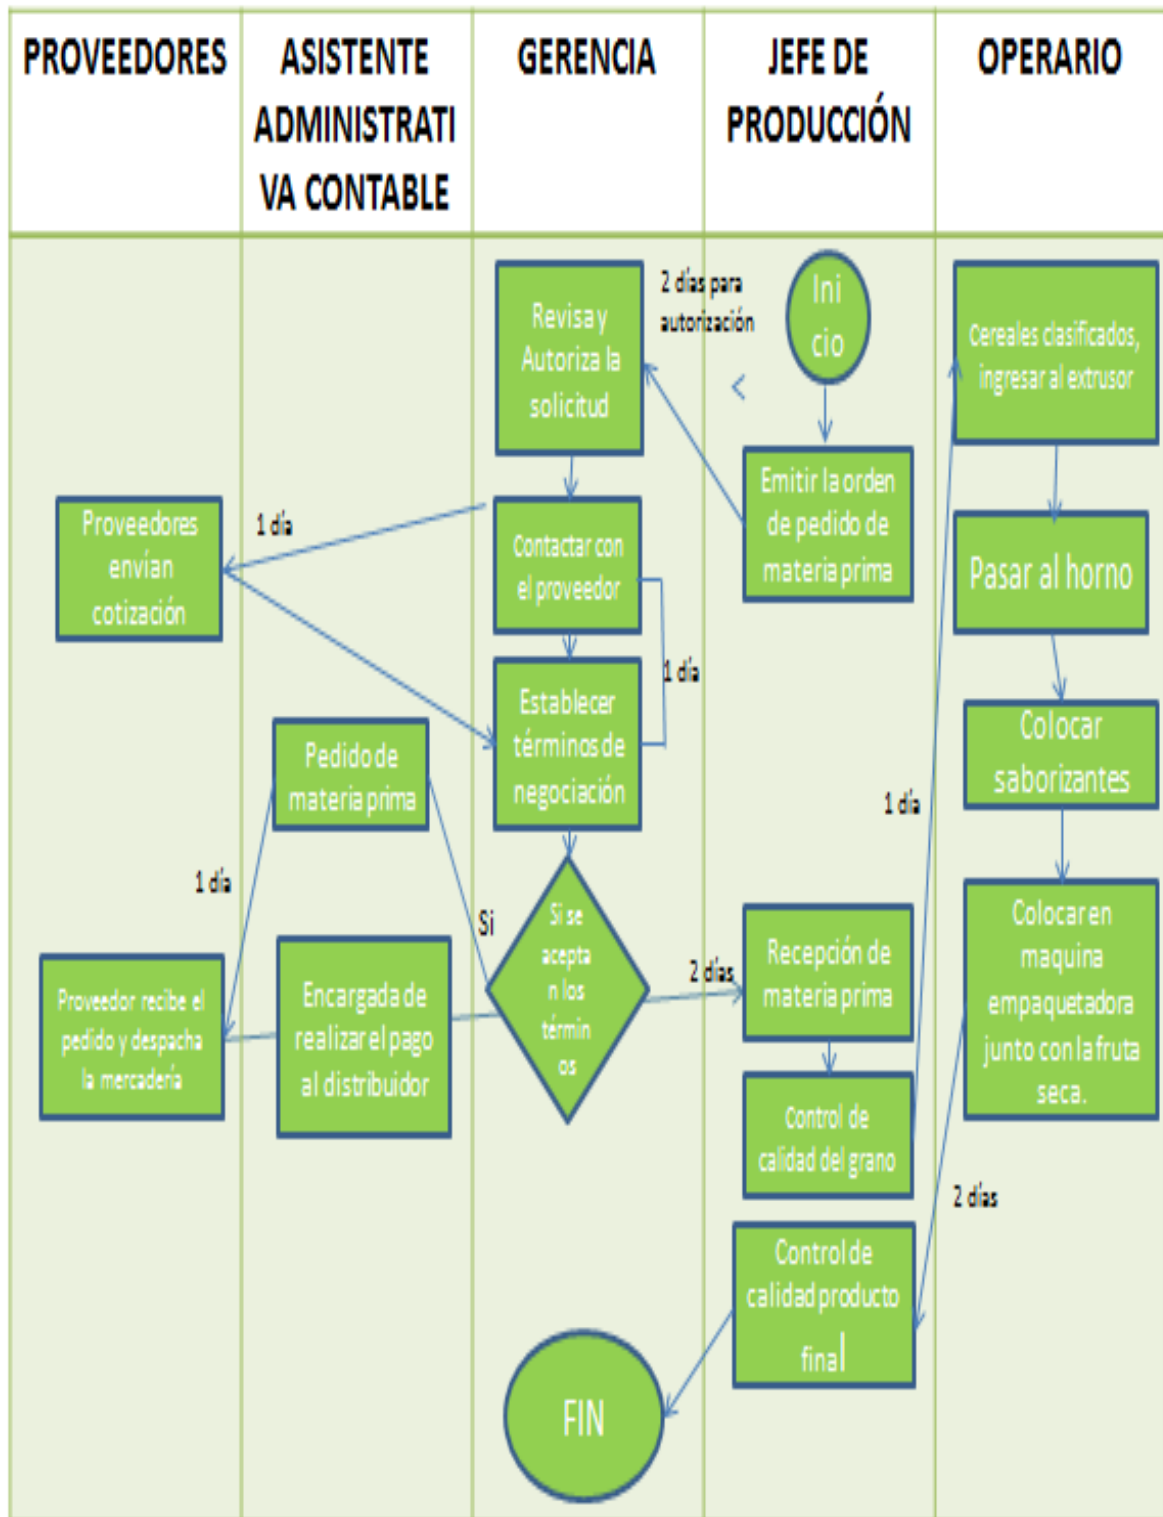 PROVEEDORES
ASISTENTE
ADMINISTRATI
VA CONTABLE
GERENCIA
JEFE DE
PRODUCCIÓN
OPERARIO
Revisa y
Autoriza la
solicitud
2 días para
autorización
Ini
cio
<
Cereales clasificados,
ingresar al extrusor
Emitir la orden
de pedido de
materia prima
Proveedores
envían
cotización
1 día
Contactar con
el proveedor
Pasar al horno
1 día
Establecer
términos de
negociación
Pedido de
materia prima
Colocar
saborizantes
1 día
1 día
Si
Si se
acepta
n los
términ
os
2 días
Recepción de
materia prima
Colocar en
maquina
empaquetadora
junto con la fruta
seca.
Proveedor recibe el
pedido y despacha
la mercadería
Encargada de
realizar el pago
al distribuidor
Control de
calidad del grano
2 días
Control de
calidad producto
final
FIN